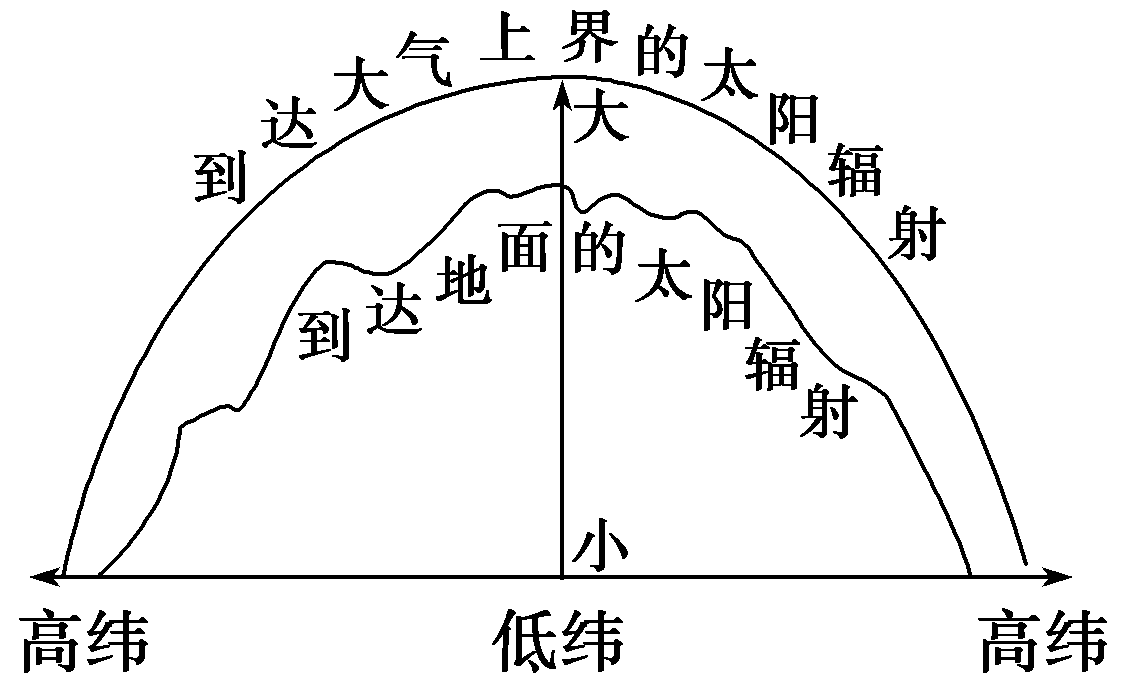 到达大气上界的太阳辐射
大
到达地面的太阳辐射
小
高纬
低纬
高纬